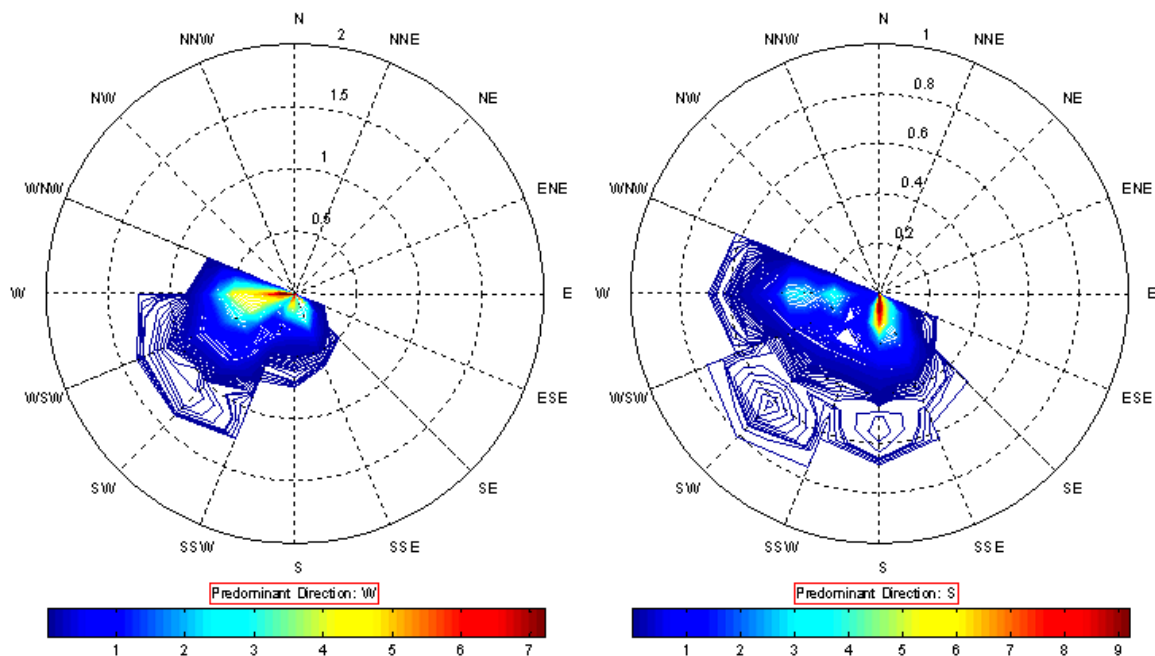 N
NNW 2 NNE
NW 1.5 NE
1
WNW 0.5 ENE
W E
WSW ESE
SW SE
SSW SSE
S
Predominant Direction: W
1 2 3 4 5 6 7
N
NNW 1 NNE
NW 0.8 NE
0.6
WNW 0.4 ENE
0.2
W E
WSW ESE
SW SE
SSW SSE
S
Predominant Direction: S
1 2 3 4 5 6 7 8 9